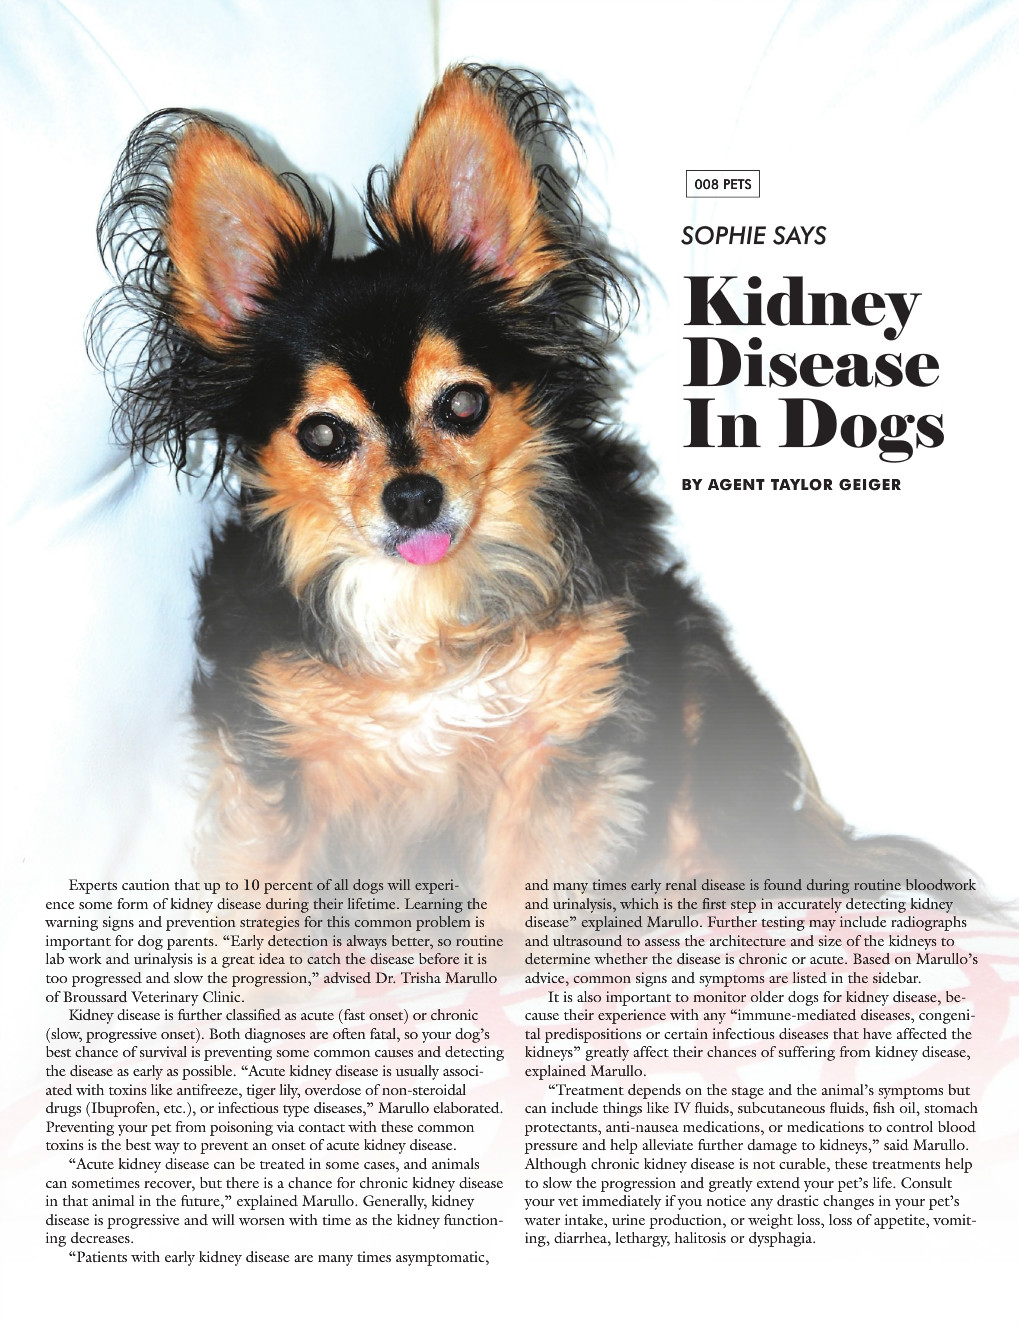 008 PETS
SOPHIE SAYS
Kidney
Disease
In Dogs
BY AGENT TAYLOR GEIGER
Experts caution that up to 10 percent of all dogs will experi-
ence some form of kidney disease during their lifetime. Learning the
warning signs and prevention strategies for this common problem is
important for dog parents. “Early detection is always better, so routine
lab work and urinalysis is a great idea to catch the disease before it is
too progressed and slow the progression,” advised Dr. Trisha Marullo
of Broussard Veterinary Clinic.
Kidney disease is further classified as acute (fast onset) or chronic
(slow, progressive onset). Both diagnoses are often fatal, so your dog’s
best chance of survival is preventing some common causes and detecting
the disease as early as possible. “Acute kidney disease is usually associ-
ated with toxins like antifreeze, tiger lily, overdose of non-steroidal
drugs (Ibuprofen, etc.), or infectious type diseases,” Marullo elaborated.
Preventing your pet from poisoning via contact with these common
toxins is the best way to prevent an onset of acute kidney disease.
“Acute kidney disease can be treated in some cases, and animals
can sometimes recover, but there is a chance for chronic kidney disease
in that animal in the future,” explained Marullo. Generally, kidney
disease is progressive and will worsen with time as the kidney function-
ing decreases.
“Patients with early kidney disease are many times asymptomatic,
and many times early renal disease is found during routine bloodwork
and urinalysis, which is the first step in accurately detecting kidney
disease” explained Marullo. Further testing may include radiographs
and ultrasound to assess the architecture and size of the kidneys to
determine whether the disease is chronic or acute. Based on Marullo’s
advice, common signs and symptoms are listed in the sidebar.
It is also important to monitor older dogs for kidney disease, be-
cause their experience with any “immune-mediated diseases, congeni-
tal predispositions or certain infectious diseases that have affected the
kidneys” greatly affect their chances of suffering from kidney disease,
explained Marullo.
“Treatment depends on the stage and the animal’s symptoms but
can include things like IV fluids, subcutaneous fluids, fish oil, stomach
protectants, anti-nausea medications, or medications to control blood
pressure and help alleviate further damage to kidneys,” said Marullo.
Although chronic kidney disease is not curable, these treatments help
to slow the progression and greatly extend your pet’s life. Consult
your vet immediately if you notice any drastic changes in your pet’s
water intake, urine production, or weight loss, loss of appetite, vomit-
ing, diarrhea, lethargy, halitosis or dysphagia.